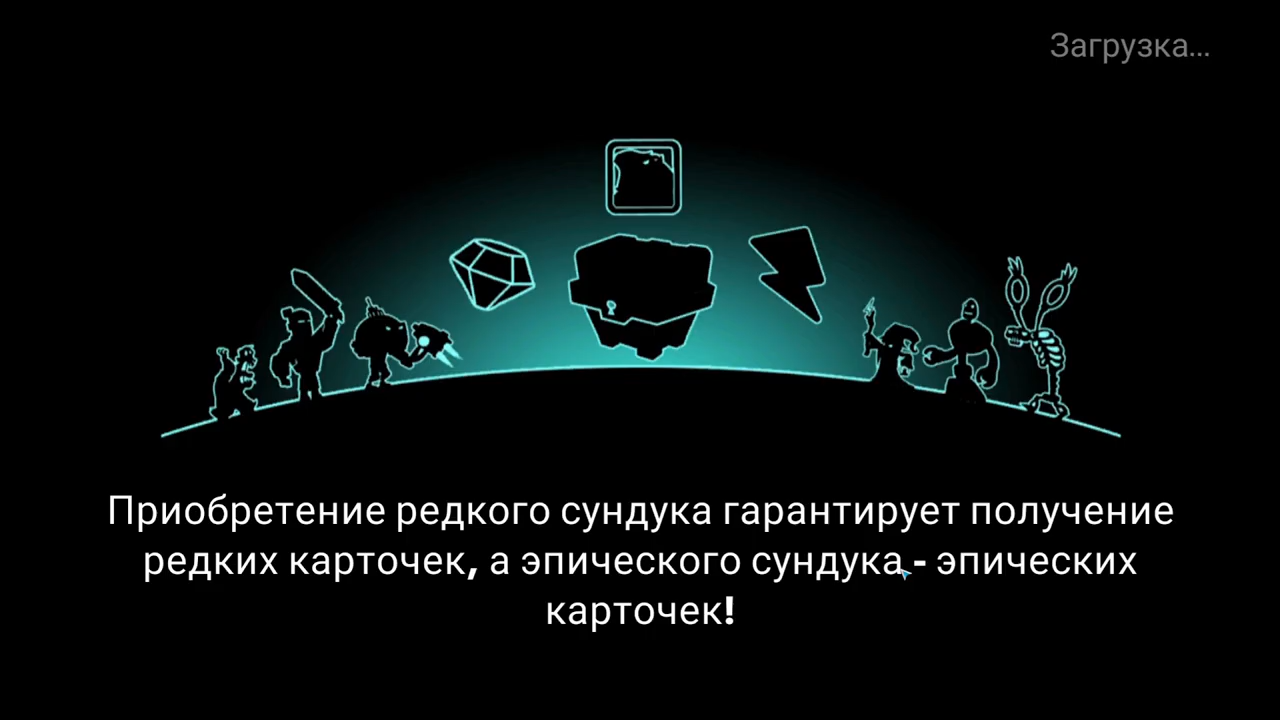 Загрузка...
Приобретение редкого сундука гарантирует получение
редких карточек, а эпического сундука - эпических
карточек!